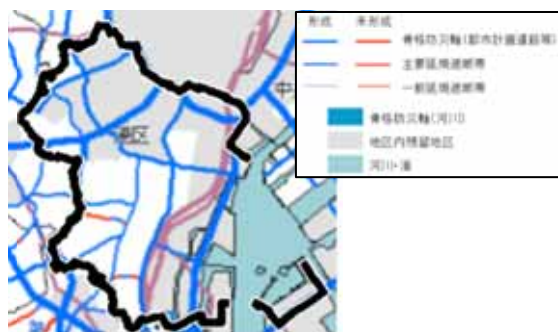 形成 未形成
骨格防災軸(都市計画道路等)
主要延焼遮断帯
一般延焼遮断帯
骨格防災軸(河川)
地区内残留地区
河川・海
中
港区